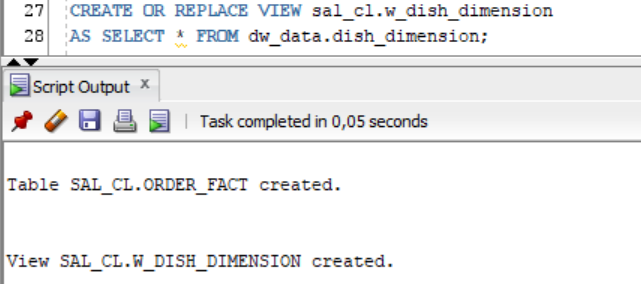 27 CREATE OR REPLACE VIEW sal_cl.w_dish_dimension
28 AS SELECT * FROM dw_data.dish_dimension;
Script Output x
Task completed in 0,05 seconds
Table SAL_CL.ORDER_FACT created.
View SAL_CL.W_DISH_DIMENSION created.